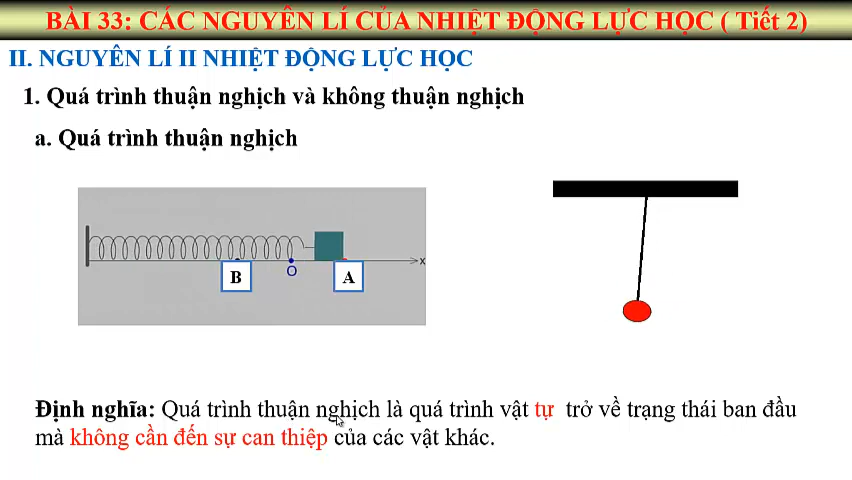 BÀI 33: CÁC NGUYÊN LÍ CỦA NHIỆT ĐỘNG LỰC HỌC ( Tiết 2)
II. NGUYÊN LÍ II NHIỆT ĐỘNG LỰC HỌC
1. Quá trình thuận nghịch và không thuận nghịch
a. Quá trình thuận nghịch
x
B
O
A
Định nghĩa: Quá trình thuận nghịch là quá trình vật tự trở về trạng thái ban đầu
mà không cần đến sự can thiệp của các vật khác.